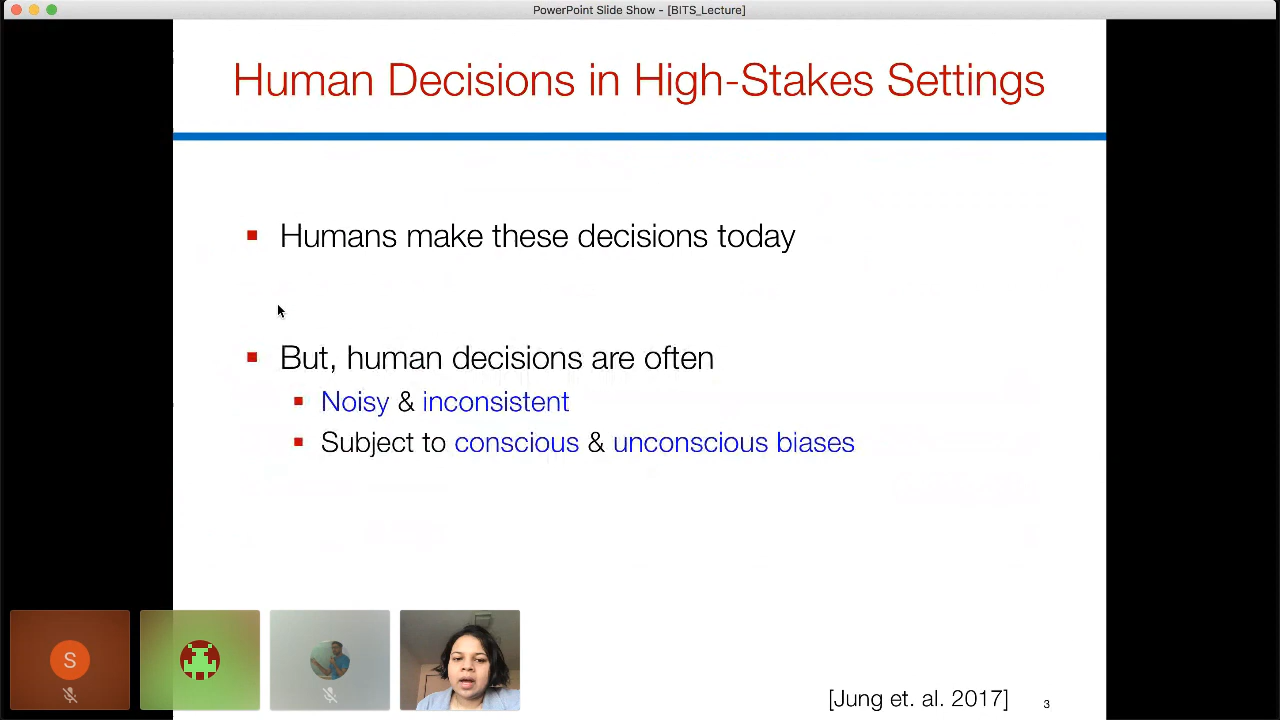 PowerPoint Slide Show - [BITS_Lecture]
Human Decisions in High-Stakes Settings
Humans make these decisions today
But, human decisions are often
Noisy & inconsistent
Subject to conscious & unconscious biases
S
[Jung et. al. 2017]
3